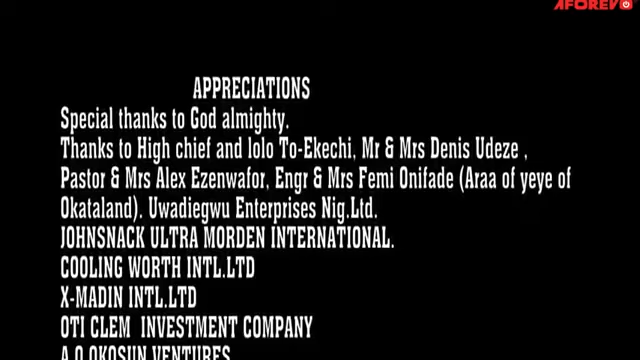 AFOREVO
APPRECIATIONS
Special thanks to God almighty.
Thanks to High chief and lolo To-Ekechi, Mr & Mrs Denis Udeze ,
Pastor & Mrs Alex Ezenwafor, Engr & Mrs Femi Onifade (Araa of yeye of
Okataland). Uwadiegwu Enterprises Nig.Ltd.
JOHNSNACK ULTRA MORDEN INTERNATIONAL.
COOLING WORTH INTL.LTD
X-MADIN INTL.LTD
OTI CLEM INVESTMENT COMPANY
A.O.OKOSUN VENTURES